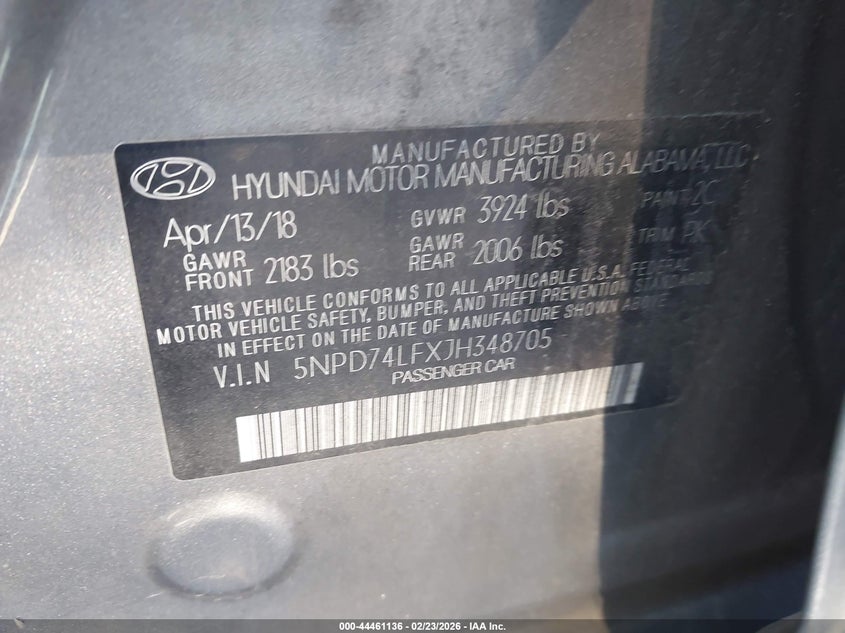 MANUFACTURED BY
HYUNDAI MOTOR MANUFACTURING ALABAMA, LLC
Apr/13/18 GVWR 3924 lbs PAINT 2C
GAWR FRONT 2183 lbs GAWR REAR 2006 lbs TRIM
THIS VEHICLE CONFORMS TO ALL APPLICABLE U.S.A. FEDERAL
MOTOR VEHICLE SAFETY, BUMPER, AND THEFT PREVENTION STANDARDS
IN EFFECT ON THE DATE OF MANUFACTURE SHOWN ABOVE.
V.I.N 5NPD74LFXJH348705
PASSENGER CAR
000-44461136 - 02/23/2026 - IAA Inc.